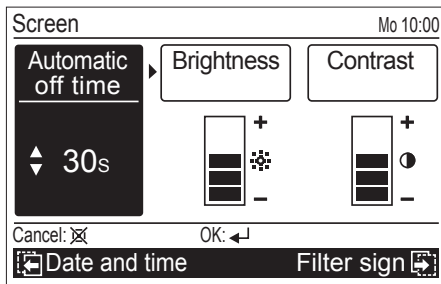 Screen Mo 10:00
Automatic off time
Brightness
Contrast
30s
+ +
− −
Cancel: OK:
Date and time Filter sign